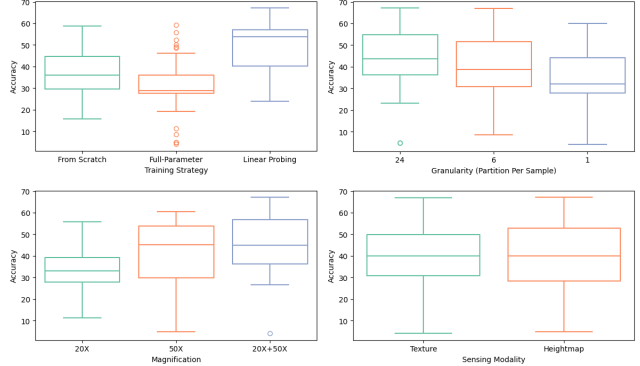 70
60
50
40
30
20
10
Accuracy
From Scratch
Full-Parameter
Linear Probing
Training Strategy
70
60
50
40
30
20
10
Accuracy
24
6
1
Granularity (Partition Per Sample)
70
60
50
40
30
20
10
Accuracy
20X
50X
20X+50X
Magnification
70
60
50
40
30
20
10
Accuracy
Texture
Heightmap
Sensing Modality